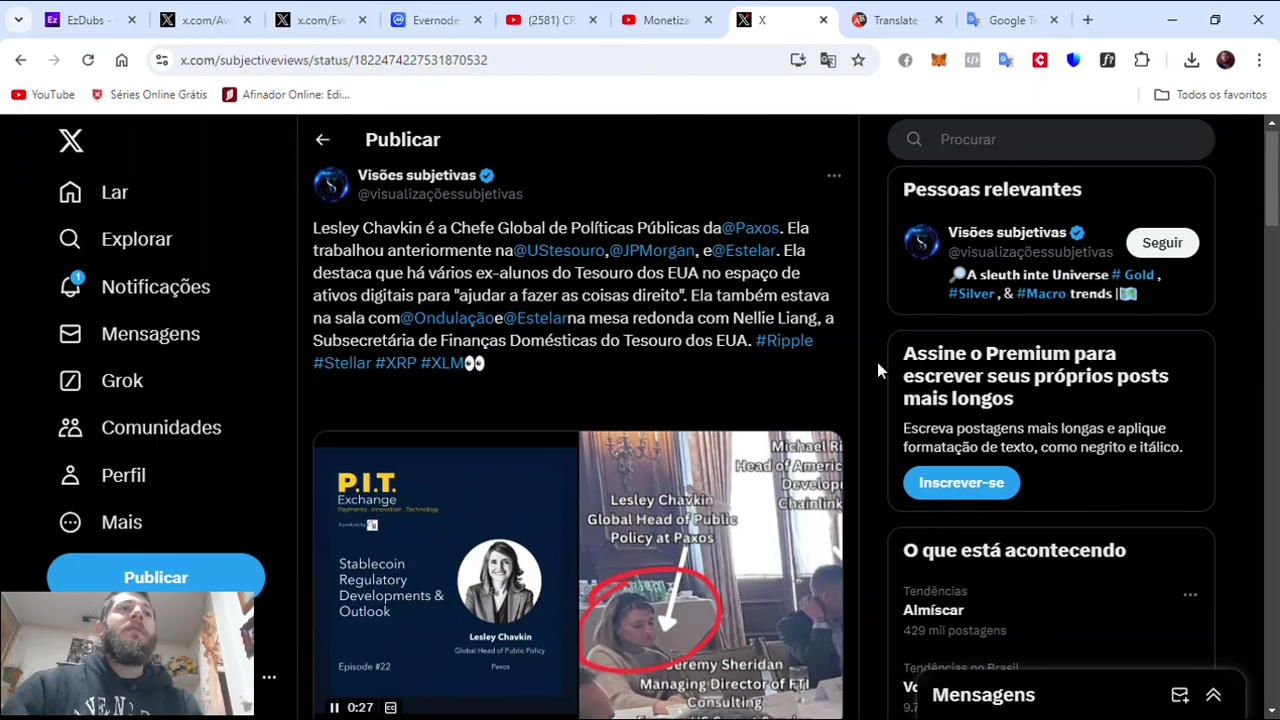 EzDubs -
x.com/Av
x.com/Eve
Evernode
(2581) CR
Monetiza
X
Translate
Google Tr
x.com/subjectiveviews/status/1822474227531870532
YouTube
Séries Online Grátis
Afinador Online: Edi...
Todos os favoritos
Lar
Explorar
1
Notificações
Mensagens
Grok
Comunidades
Perfil
Mais
Publicar
Publicar
Visões subjetivas
@visualizaçõessubjetivas
Lesley Chavkin é a Chefe Global de Políticas Públicas da@Paxos. Ela
trabalhou anteriormente na@UStesouro,@JPMorgan, e@Estelar. Ela
destaca que há vários ex-alunos do Tesouro dos EUA no espaço de
ativos digitais para "ajudar a fazer as coisas direito". Ela também estava
na sala com@Ondulaçãoe@Estelarna mesa redonda com Nellie Liang, a
Subsecretária de Finanças Domésticas do Tesouro dos EUA. #Ripple
#Stellar #XRP #XLM👀
P.I.T.
Exchange
Payments . Innovation . Technology.
Stablecoin
Regulatory
Developments &
Outlook
Episode #22
Lesley Chavkin
Global Head of Public Policy
Paxos
0:27
Michael Ri
Head of Americ
Develop
Chainlink
Lesley Chavkin
Global Head of Public
Policy at Paxos
Jeremy Sheridan
Managing Director of FTI
Consulting
Procurar
Pessoas relevantes
Visões subjetivas
@visualizaçõessubjetivas
Seguir
🔎A sleuth inte Universe # Gold ,
#Silver , & #Macro trends |🗺️
Assine o Premium para
escrever seus próprios posts
mais longos
Escreva postagens mais longas e aplique
formatação de texto, como negrito e itálico.
Inscrever-se
O que está acontecendo
Tendências
Almíscar
429 mil postagens
Tendências no Brasil
Mensagens